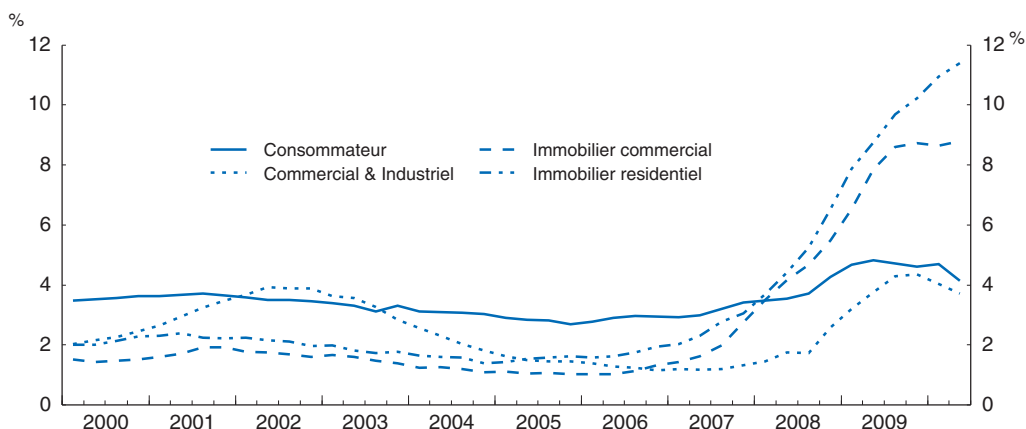 % %
12 12
10 10
8 8
6 6
4 4
2 2
0 0
Consommateur Immobilier commercial
Commercial & Industriel Immobilier residentiel
2000 2001 2002 2003 2004 2005 2006 2007 2008 2009